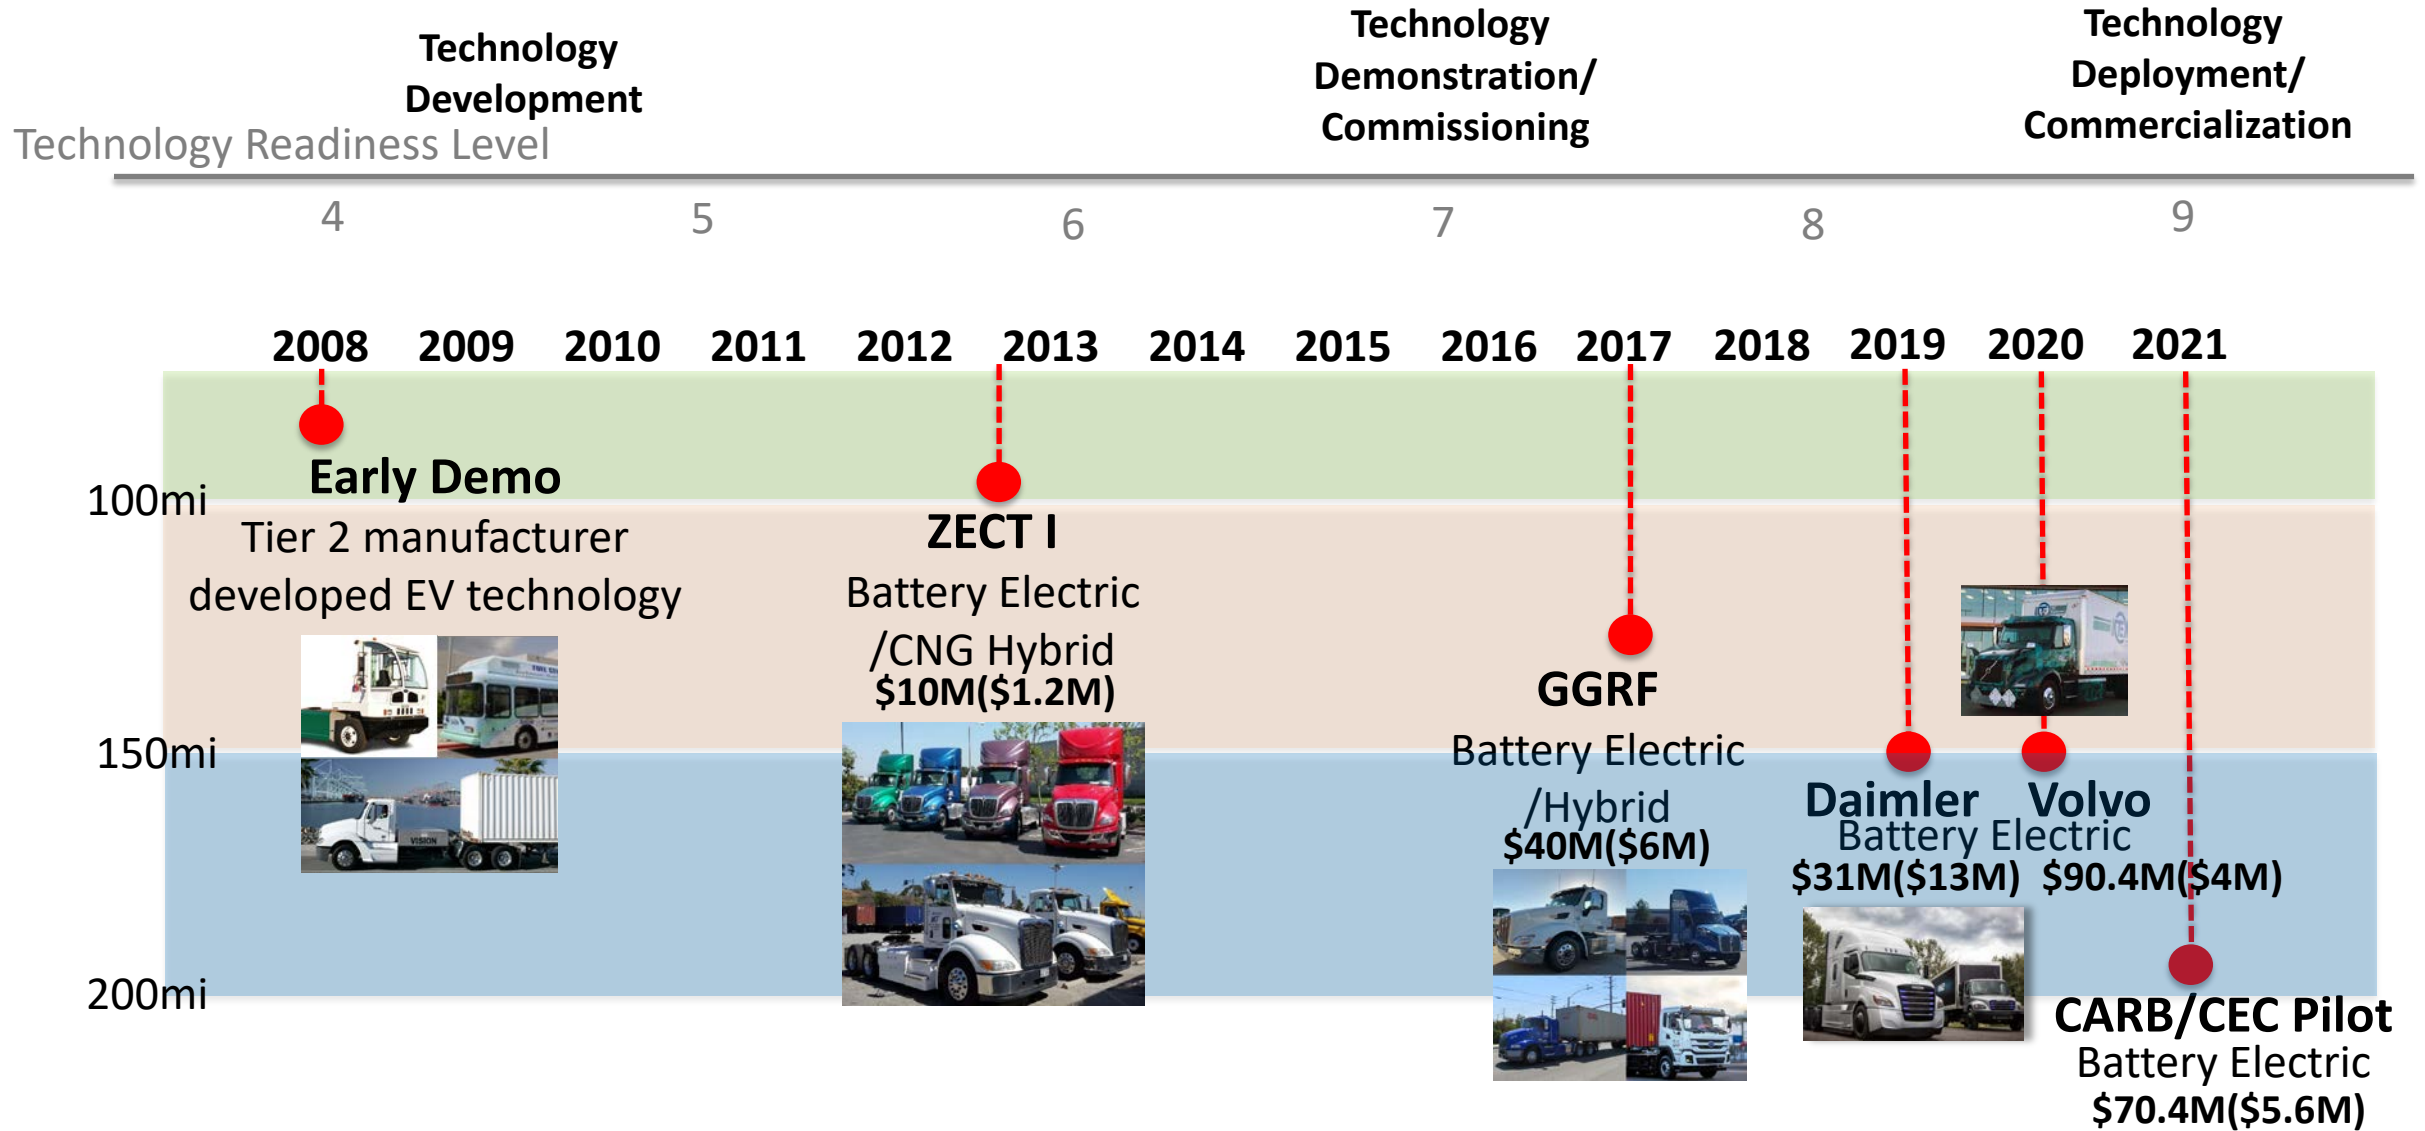 Technology
Development
Technology
Demonstration/
Commissioning
Technology
Deployment/
Commercialization
Technology Readiness Level
4
5
6
7
8
9
2008
2009
2010
2011
2012
2013
2014
2015
2016
2017
2018
2019
2020
2021
100mi
150mi
200mi
Early Demo
Tier 2 manufacturer
developed EV technology
VISION
ZECT I
Battery Electric
/CNG Hybrid
$10M($1.2M)
GGRF
Battery Electric
/Hybrid
$40M($6M)
Daimler
Volvo
Battery Electric
$31M($13M)
$90.4M($4M)
CARB/CEC Pilot
Battery Electric
$70.4M($5.6M)